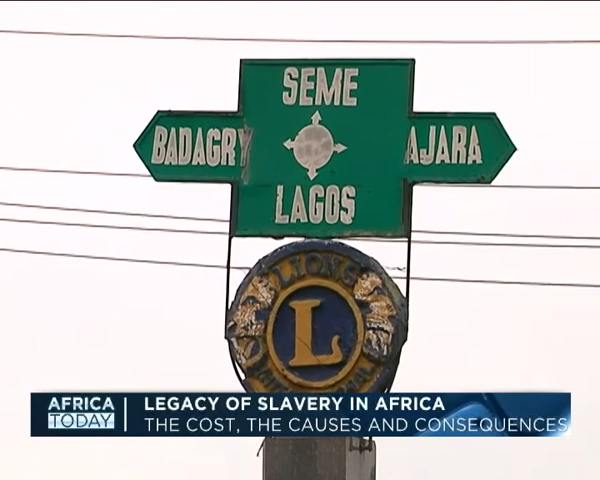 SEME
BADAGRY
AJARA
LAGOS
LIONS
L
AFRICA
TODAY
LEGACY OF SLAVERY IN AFRICA
THE COST, THE CAUSES AND CONSEQUENCES